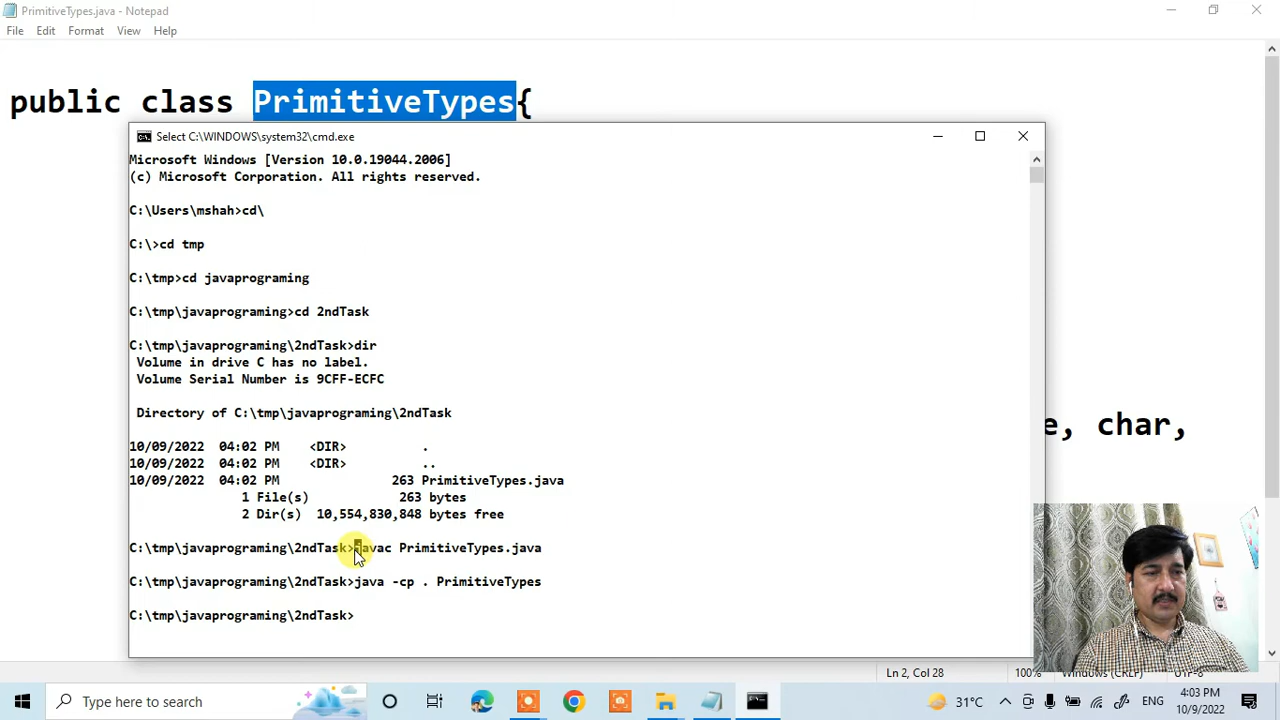 PrimitiveTypes.java - Notepad
File Edit Format View Help
public class PrimitiveTypes{
Select C:\WINDOWS\system32\cmd.exe
Microsoft Windows [Version 10.0.19044.2006]
(c) Microsoft Corporation. All rights reserved.
C:\Users\mshah>cd\
C:\>cd tmp
C:\tmp>cd javaprograming
C:\tmp\javaprograming>cd 2ndTask
C:\tmp\javaprograming\2ndTask>dir
Volume in drive C has no label.
Volume Serial Number is 9CFF-ECFC
Directory of C:\tmp\javaprograming\2ndTask
10/09/2022 04:02 PM <DIR> .
10/09/2022 04:02 PM <DIR> ..
10/09/2022 04:02 PM 263 PrimitiveTypes.java
1 File(s) 263 bytes
2 Dir(s) 10,554,830,848 bytes free
e, char,
C:\tmp\javaprograming\2ndTask>javac PrimitiveTypes.java
C:\tmp\javaprograming\2ndTask>java -cp . PrimitiveTypes
C:\tmp\javaprograming\2ndTask>
Ln 2, Col 28 100% Windows (CRLF) UTF-8
Type here to search
31°C ENG
4:03 PM
10/9/2022